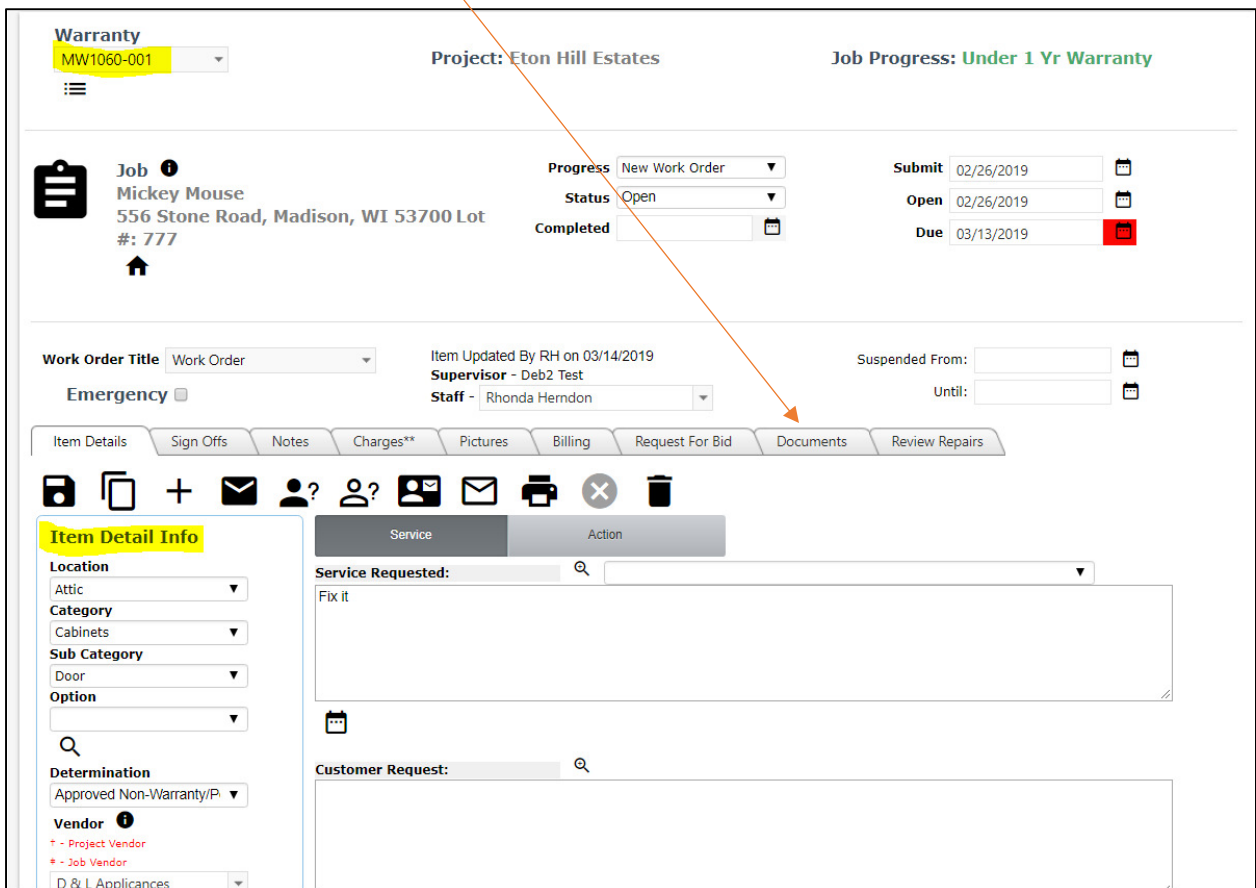 Warranty
MW1060-001
Project: Eton Hill Estates
Job Progress: Under 1 Yr Warranty
Job
Mickey Mouse
556 Stone Road, Madison, WI 53700 Lot
#: 777
Progress New Work Order
Status Open
Completed
Submit 02/26/2019
Open 02/26/2019
Due 03/13/2019
Work Order Title Work Order
Emergency
Item Updated By RH on 03/14/2019
Supervisor - Deb2 Test
Staff - Rhonda Herndon
Suspended From:
Until:
Item Details Sign Offs Notes Charges** Pictures Billing Request For Bid Documents Review Repairs
Item Detail Info
Location
Attic
Category
Cabinets
Sub Category
Door
Option
Determination
Approved Non-Warranty/P
Vendor
† - Project Vendor
‡ - Job Vendor
D & L Applicances
Service Action
Service Requested:
Fix it
Customer Request: